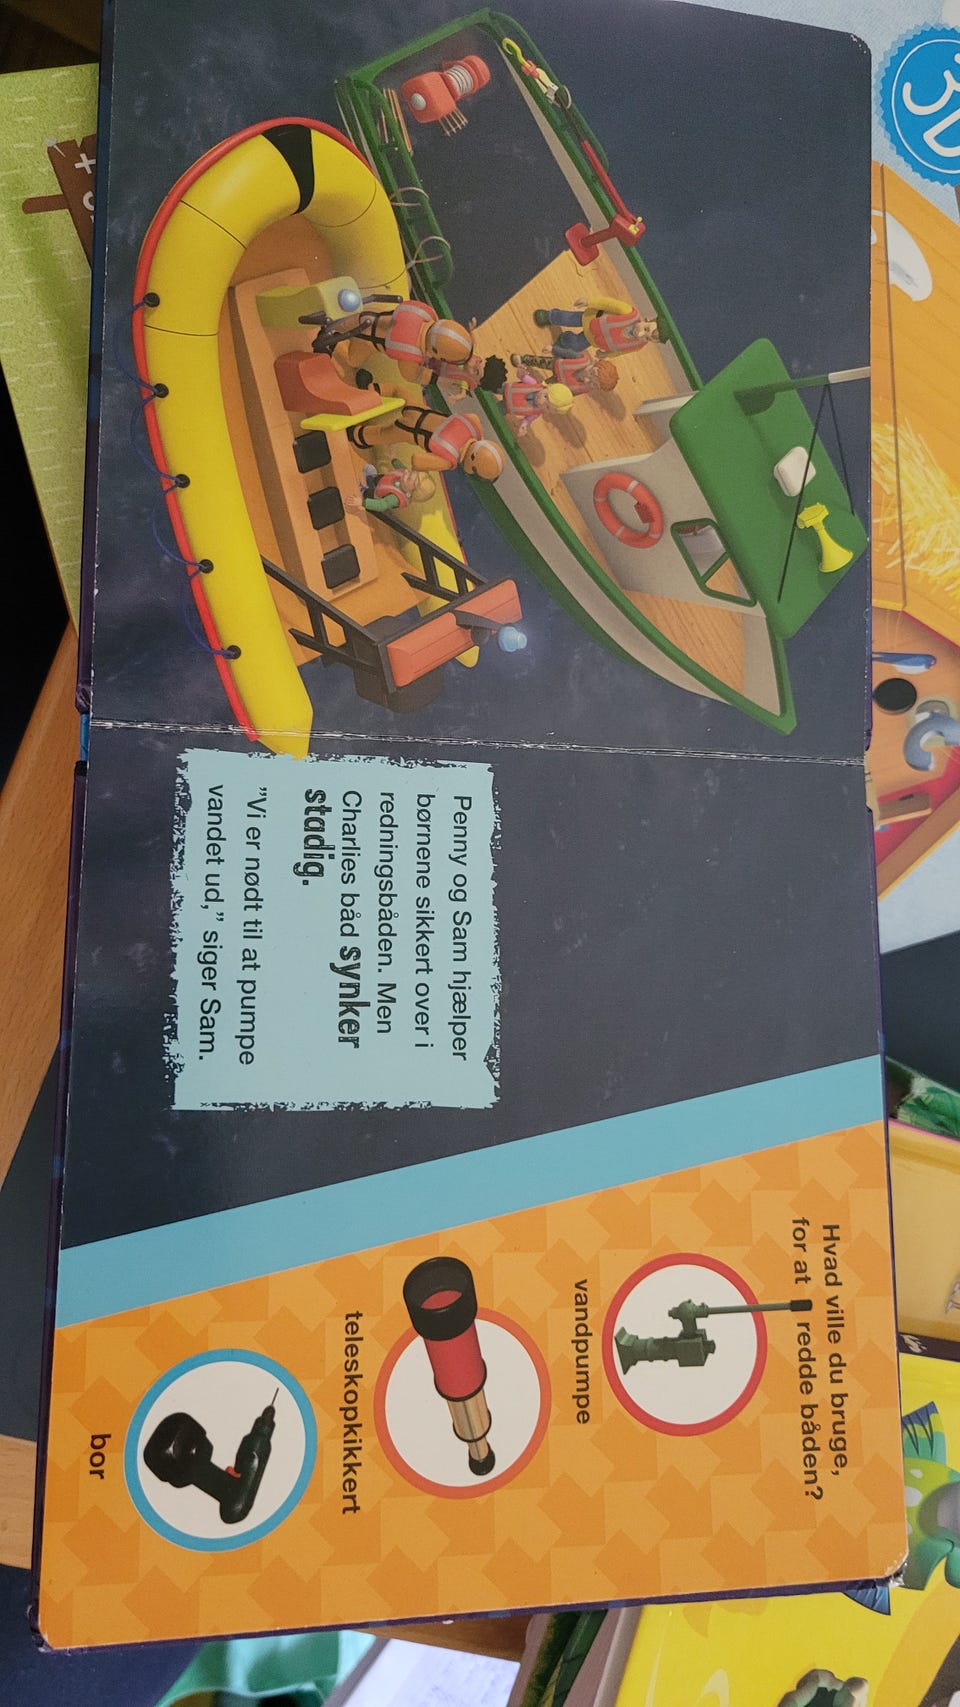 Penny og Sam hjælper
børnene sikkert over i
redningsbåden. Men
Charlies båd synker
stadig.
”Vi er nødt til at pumpe
vandet ud,” siger Sam.
Hvad ville du bruge,
for at redde båden?
vandpumpe
teleskopkikkert
bor
3D